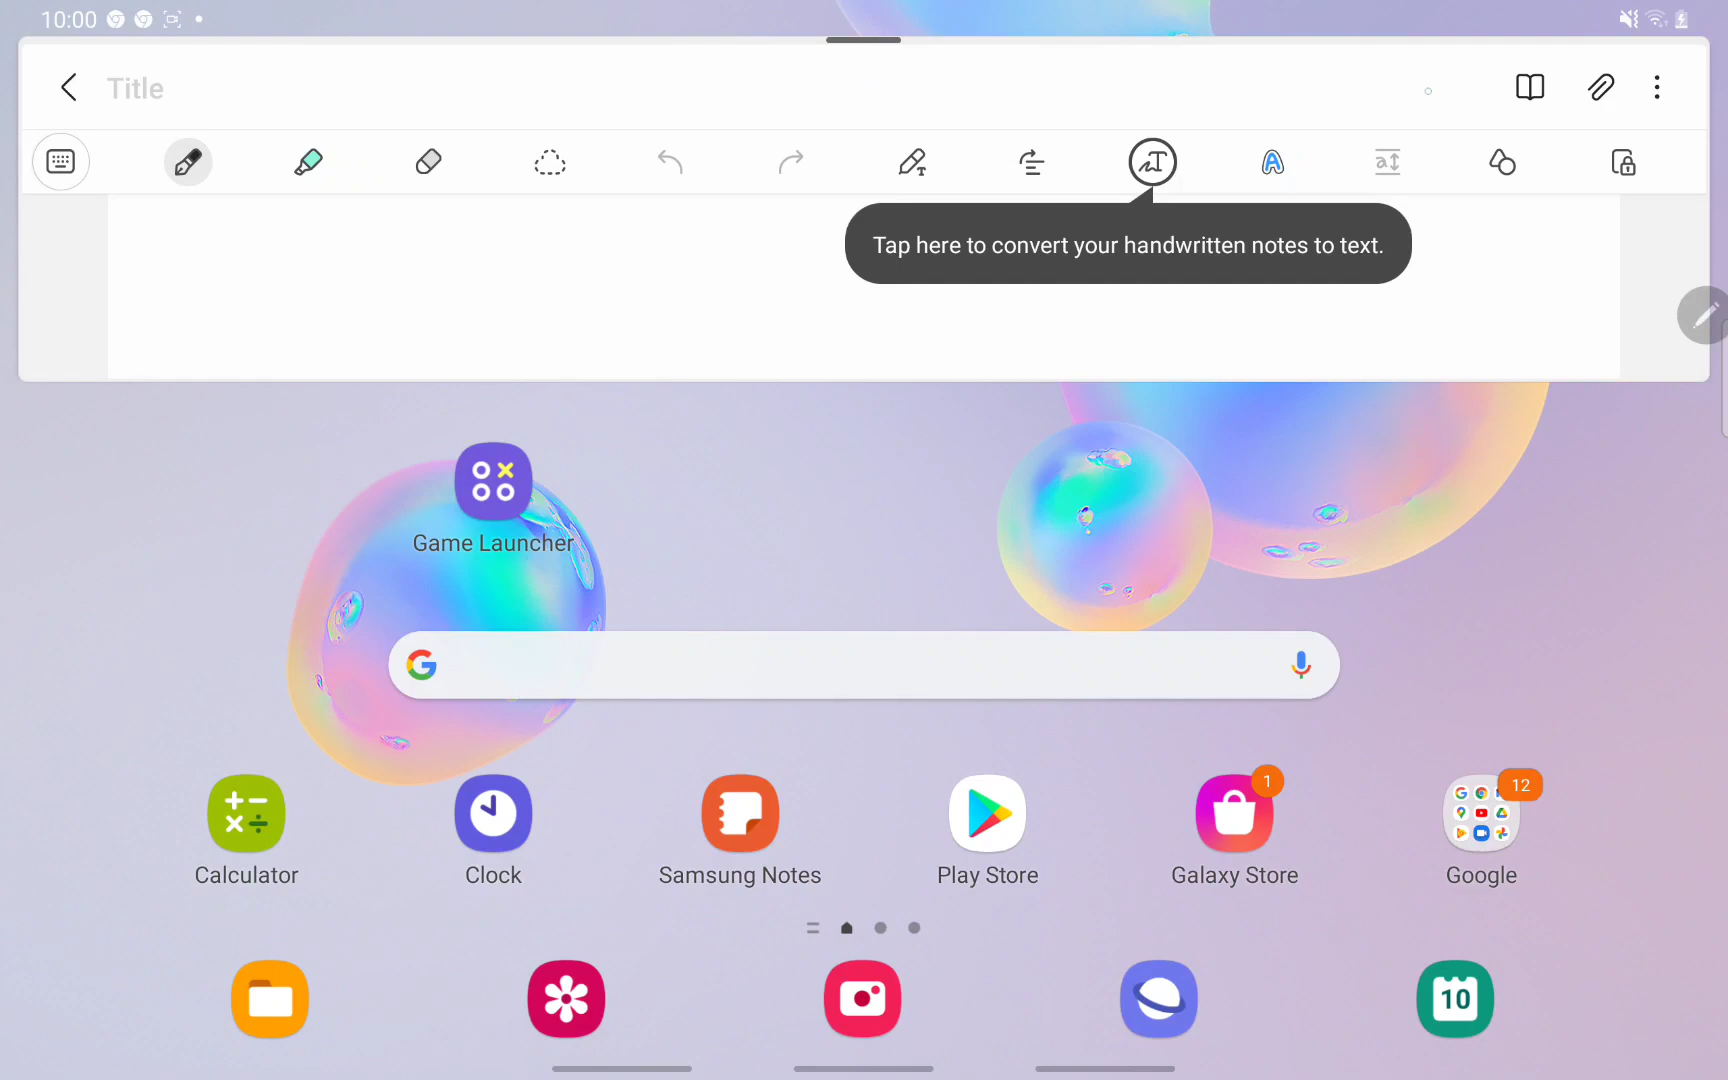 10:00
Title
Tap here to convert your handwritten notes to text.
Game Launcher
1
12
Calculator
Clock
Samsung Notes
Play Store
Galaxy Store
Google
10